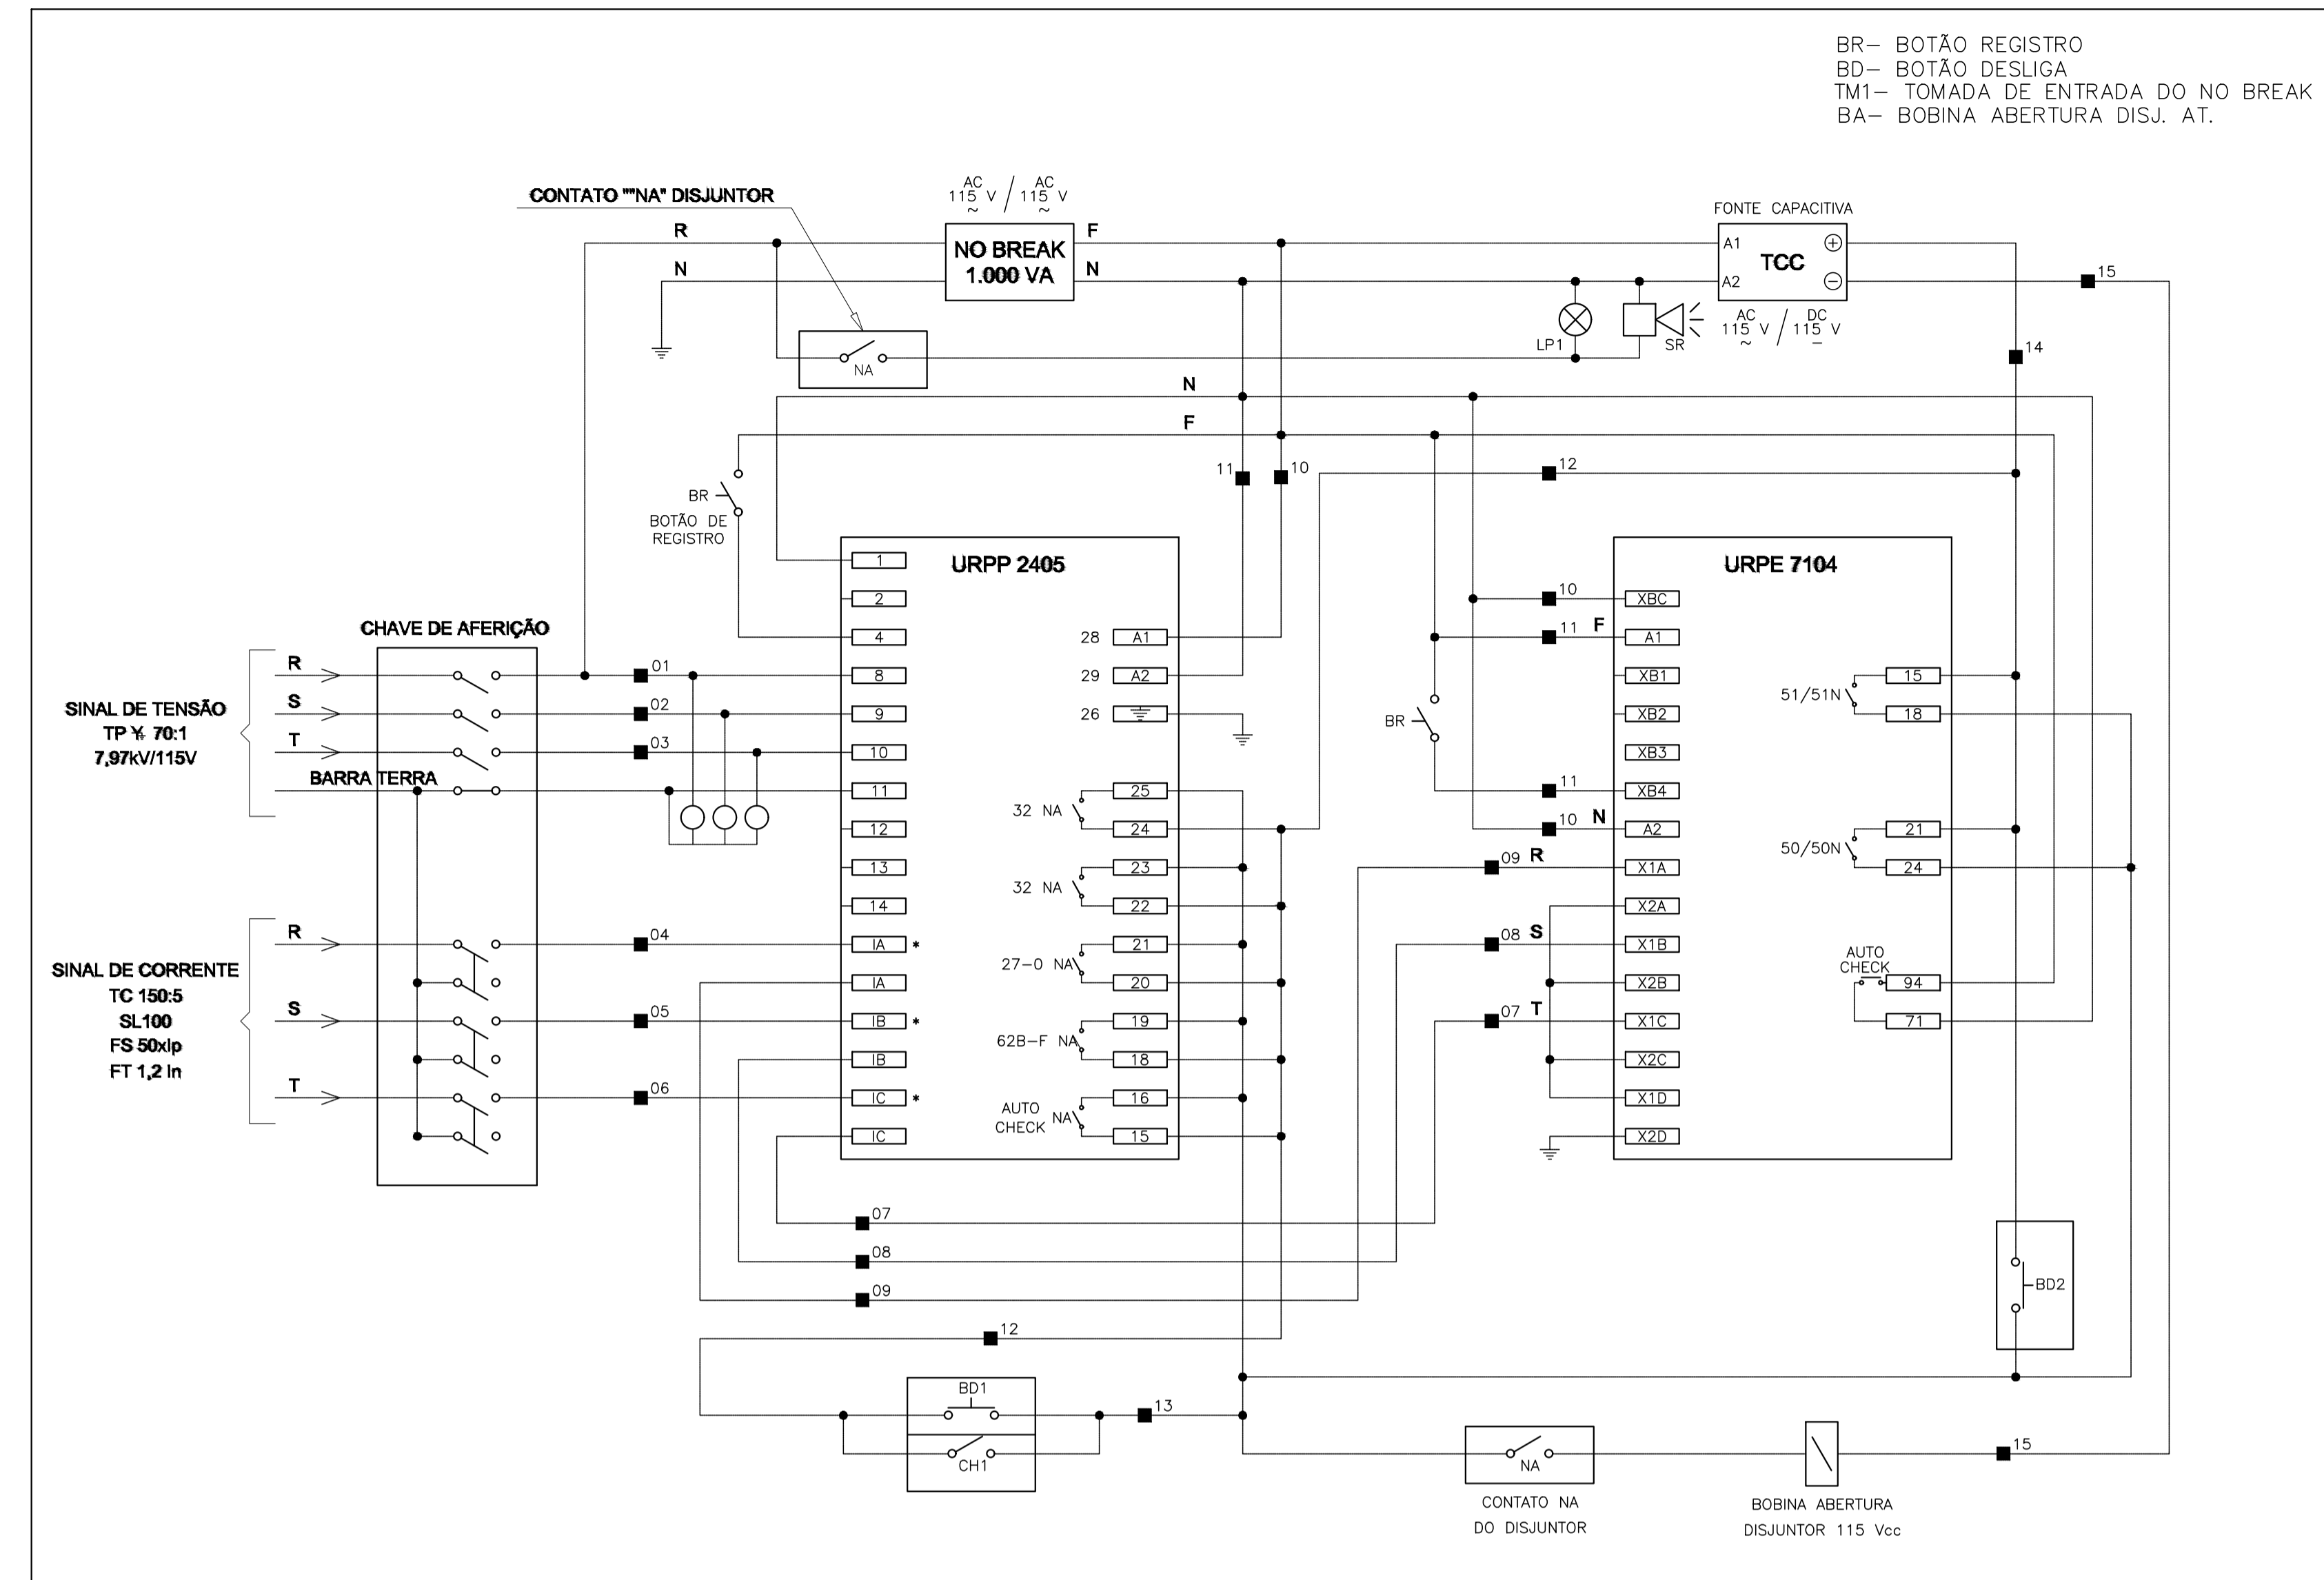 BR– BOTÃO REGISTRO
BD– BOTÃO DESLIGA
TM1– TOMADA DE ENTRADA DO NO BREAK
BA– BOBINA ABERTURA DISJ. AT.
CONTATO ""NA" DISJUNTOR
AC 115 V ~ / AC 115 V ~
FONTE CAPACITIVA
R
N
NO BREAK
1.000 VA
F
N
A1
A2
TCC
+
–
15
AC 115 V ~ / DC 115 V –
NA
LP1
SR
14
N
F
11
10
12
BR
BOTÃO DE
REGISTRO
CHAVE DE AFERIÇÃO
SINAL DE TENSÃO
TP 70:1
7,97kV/115V
R
S
T
BARRA TERRA
01
02
03
SINAL DE CORRENTE
TC 150:5
SL100
FS 50xIp
FT 1,2 In
R
S
T
04
05
06
URPP 2405
1
2
4
8
9
10
11
12
13
14
IA *
IA
IB *
IB
IC *
IC
28 A1
29 A2
26
32 NA
25
24
32 NA
23
22
27–0 NA
21
20
62B–F NA
19
18
AUTO
CHECK
NA
16
15
BR
10
11 F
11
10 N
09 R
08 S
07 T
URPE 7104
XBC
A1
XB1
XB2
XB3
XB4
A2
X1A
X2A
X1B
X2B
X1C
X2C
X1D
X2D
51/51N
15
18
50/50N
21
24
AUTO
CHECK
94
71
07
08
09
12
BD1
CH1
13
BD2
NA
CONTATO NA
DO DISJUNTOR
BOBINA ABERTURA
DISJUNTOR 115 Vcc
15